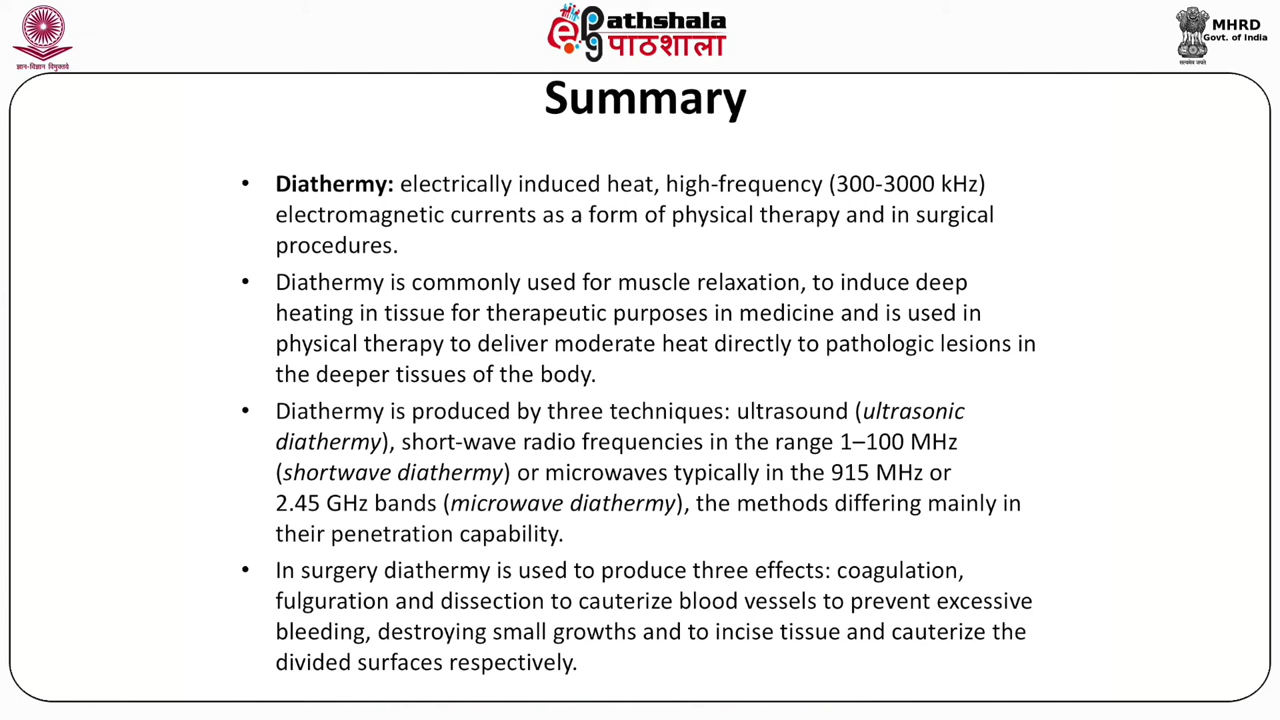 ज्ञान-विज्ञान विमुक्तये
ePathshala
पाठशाला
सत्यमेव जयते
MHRD
Govt. of India
Summary
• Diathermy: electrically induced heat, high-frequency (300-3000 kHz)
electromagnetic currents as a form of physical therapy and in surgical
procedures.
• Diathermy is commonly used for muscle relaxation, to induce deep
heating in tissue for therapeutic purposes in medicine and is used in
physical therapy to deliver moderate heat directly to pathologic lesions in
the deeper tissues of the body.
• Diathermy is produced by three techniques: ultrasound (ultrasonic
diathermy), short-wave radio frequencies in the range 1–100 MHz
(shortwave diathermy) or microwaves typically in the 915 MHz or
2.45 GHz bands (microwave diathermy), the methods differing mainly in
their penetration capability.
• In surgery diathermy is used to produce three effects: coagulation,
fulguration and dissection to cauterize blood vessels to prevent excessive
bleeding, destroying small growths and to incise tissue and cauterize the
divided surfaces respectively.